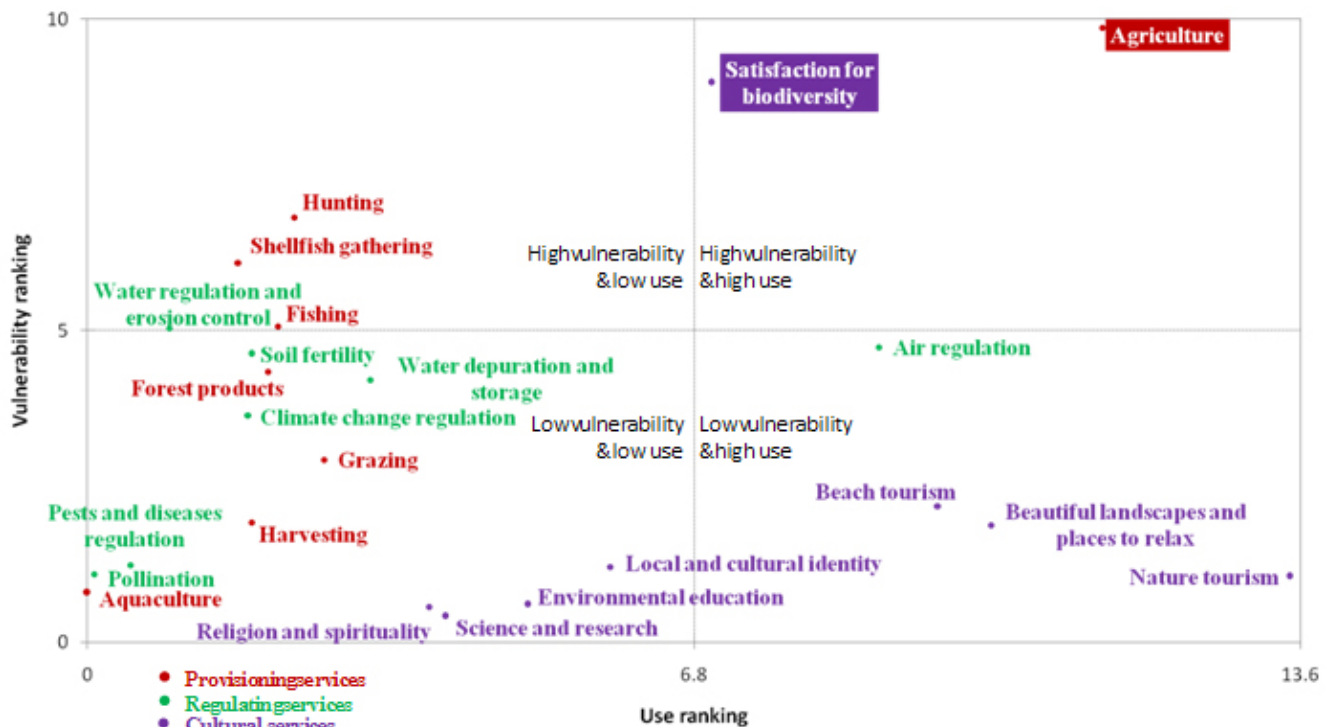 10
Agriculture
Satisfaction for
biodiversity
Hunting
Shellfish gathering
Highvulnerability
&low use
Highvulnerability
&high use
Water regulation and
erosion control
Fishing
5
Soil fertility
Air regulation
Water depuration and
storage
Forest products
Climate change regulation
Lowvulnerability
&low use
Lowvulnerability
&high use
Grazing
Beach tourism
Beautiful landscapes and
places to relax
Pests and diseases
regulation
Harvesting
Local and cultural identity
Nature tourism
Pollination
Aquaculture
Environmental education
Religion and spirituality
Science and research
0
0
6.8
13.6
Vulnerability ranking
Use ranking
Provisioningservices
Regulatingservices
Cultural services